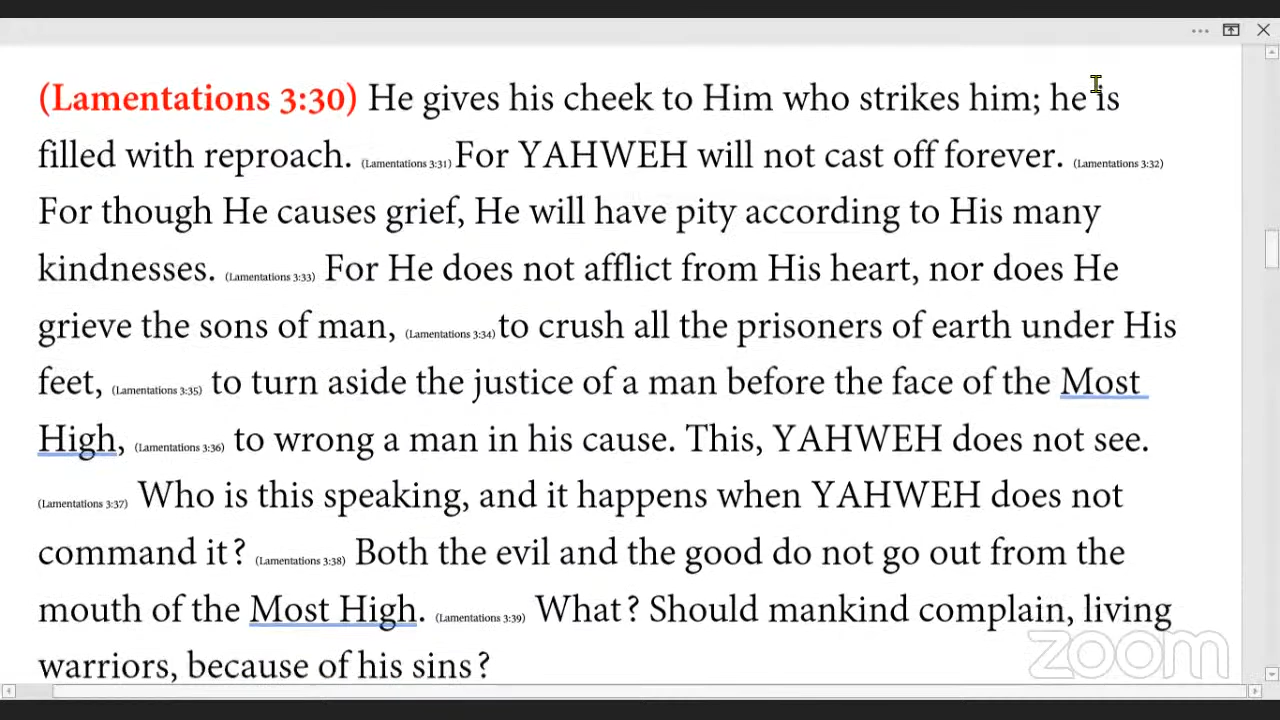 (Lamentations 3:30) He gives his cheek to Him who strikes him; he is
filled with reproach. (Lamentations 3:31) For YAHWEH will not cast off forever. (Lamentations 3:32)
For though He causes grief, He will have pity according to His many
kindnesses. (Lamentations 3:33) For He does not afflict from His heart, nor does He
grieve the sons of man, (Lamentations 3:34) to crush all the prisoners of earth under His
feet, (Lamentations 3:35) to turn aside the justice of a man before the face of the Most
High, (Lamentations 3:36) to wrong a man in his cause. This, YAHWEH does not see.
(Lamentations 3:37) Who is this speaking, and it happens when YAHWEH does not
command it? (Lamentations 3:38) Both the evil and the good do not go out from the
mouth of the Most High. (Lamentations 3:39) What? Should mankind complain, living
warriors, because of his sins?
zoom